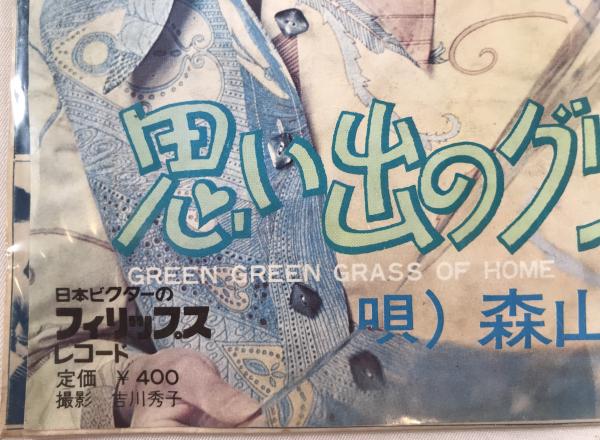 思い出のグ
GREEN GREEN GRASS OF HOME
唄）森山
日本ビクターの
フィリップス
レコード
定価 ¥400
撮影 吉川秀子